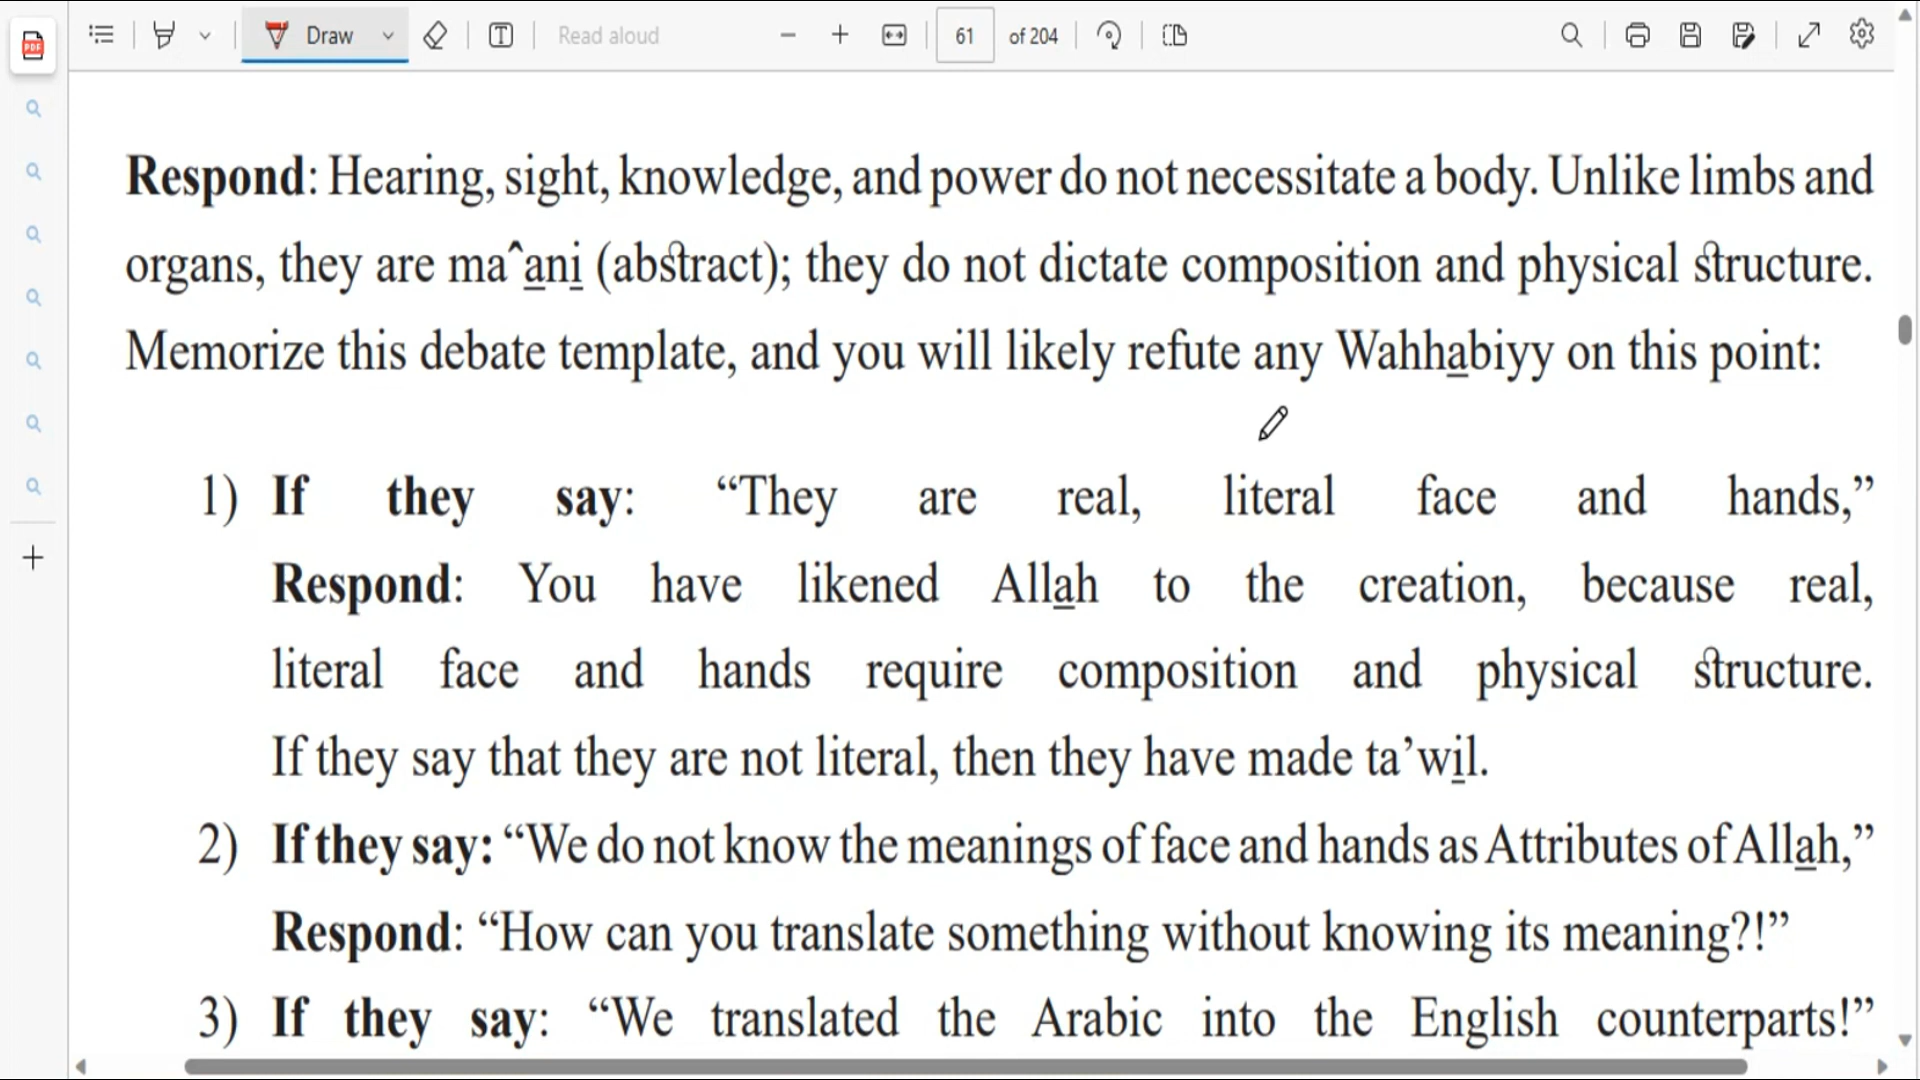 PDF
Draw
Read aloud
61
of 204
Respond: Hearing, sight, knowledge, and power do not necessitate a body. Unlike limbs and
organs, they are maˆani (abstract); they do not dictate composition and physical structure.
Memorize this debate template, and you will likely refute any Wahhabiyy on this point:
1) If they say: “They are real, literal face and hands,”
Respond: You have likened Allah to the creation, because real,
literal face and hands require composition and physical structure.
If they say that they are not literal, then they have made ta’wil.
2) If they say: “We do not know the meanings of face and hands as Attributes of Allah,”
Respond: “How can you translate something without knowing its meaning?!”
3) If they say: “We translated the Arabic into the English counterparts!”